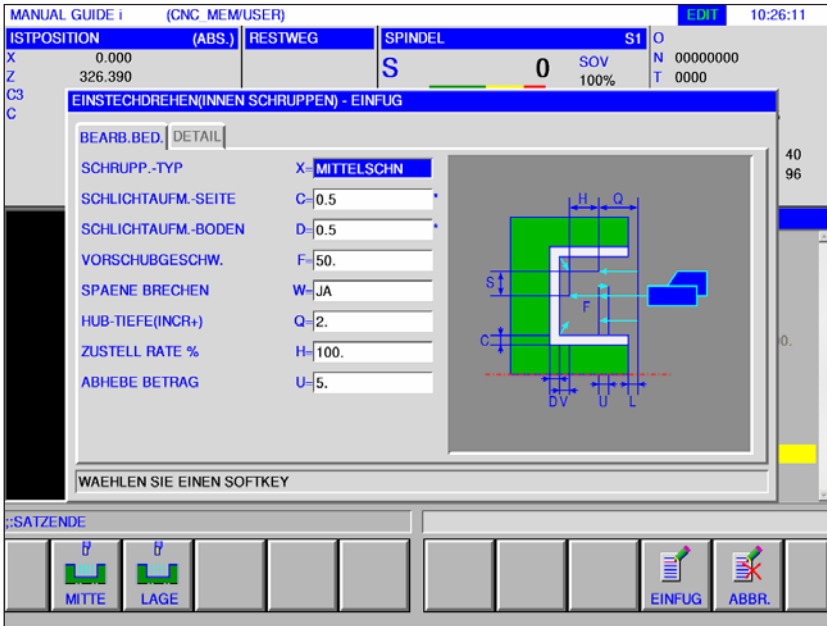 MANUAL GUIDE i (CNC_MEM/USER) EDIT 10:26:11
ISTPOSITION (ABS.) RESTWEG SPINDEL S1 O
X 0.000 N 00000000
Z 326.390 S 0 SOV 100% T 0000
C3
C
EINSTECHDREHEN(INNEN SCHRUPPEN) - EINFUG
BEARB.BED. DETAIL
SCHRUPP.-TYP X= MITTELSCHN
SCHLICHTAUFM.-SEITE C= 0.5 *
SCHLICHTAUFM.-BODEN D= 0.5 *
VORSCHUBGESCHW. F= 50.
SPAENE BRECHEN W= JA
HUB-TIEFE(INCR+) Q= 2.
ZUSTELL RATE % H= 100.
ABHEBE BETRAG U= 5.
H Q
S
F
C
D V U L
40
96
0.
WAEHLEN SIE EINEN SOFTKEY
;:SATZENDE
MITTE LAGE EINFUG ABBR.